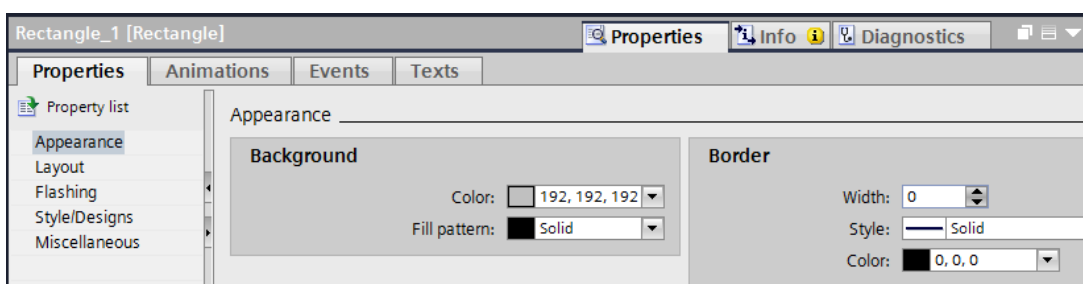 Rectangle_1 [Rectangle]
Properties Info Diagnostics
Properties Animations Events Texts
Property list
Appearance
Layout
Flashing
Style/Designs
Miscellaneous
Appearance
Background
Color: 192, 192, 192
Fill pattern: Solid
Border
Width: 0
Style: Solid
Color: 0, 0, 0